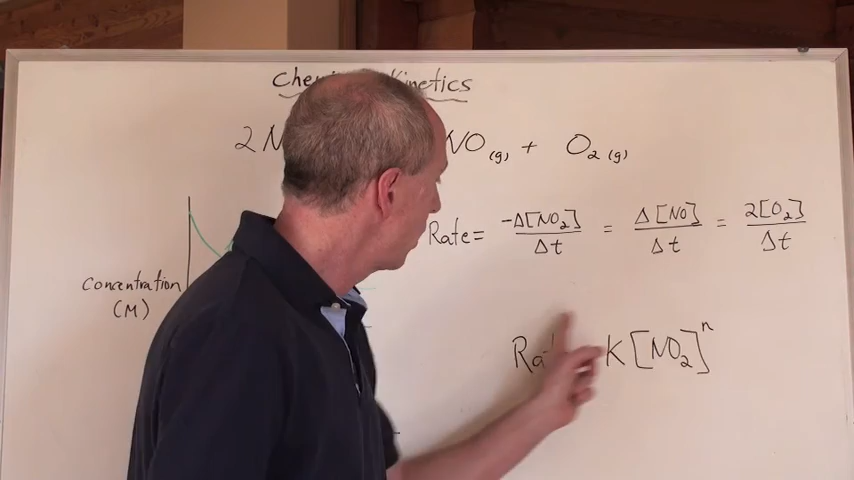 Kinetics
2 NO (g) + O2 (g)
Rate = -Δ[NO2]/Δt = Δ[NO]/Δt = 2[O2]/Δt
Concentration
(M)
K[NO2]^n